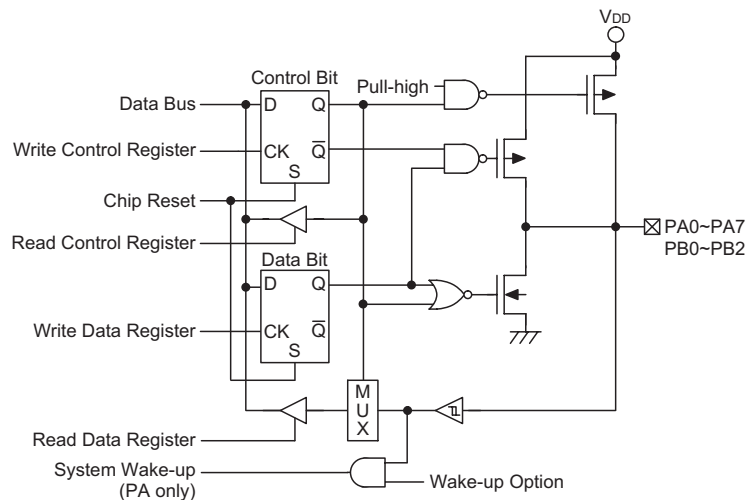 VDD
Control Bit
Pull-high
Data Bus
D
Q
Write Control Register
CK
Q̅
S
Chip Reset
PA0~PA7
PB0~PB2
Read Control Register
Data Bit
D
Q
Write Data Register
CK
Q̅
S
M
U
X
Read Data Register
System Wake-up
(PA only)
Wake-up Option